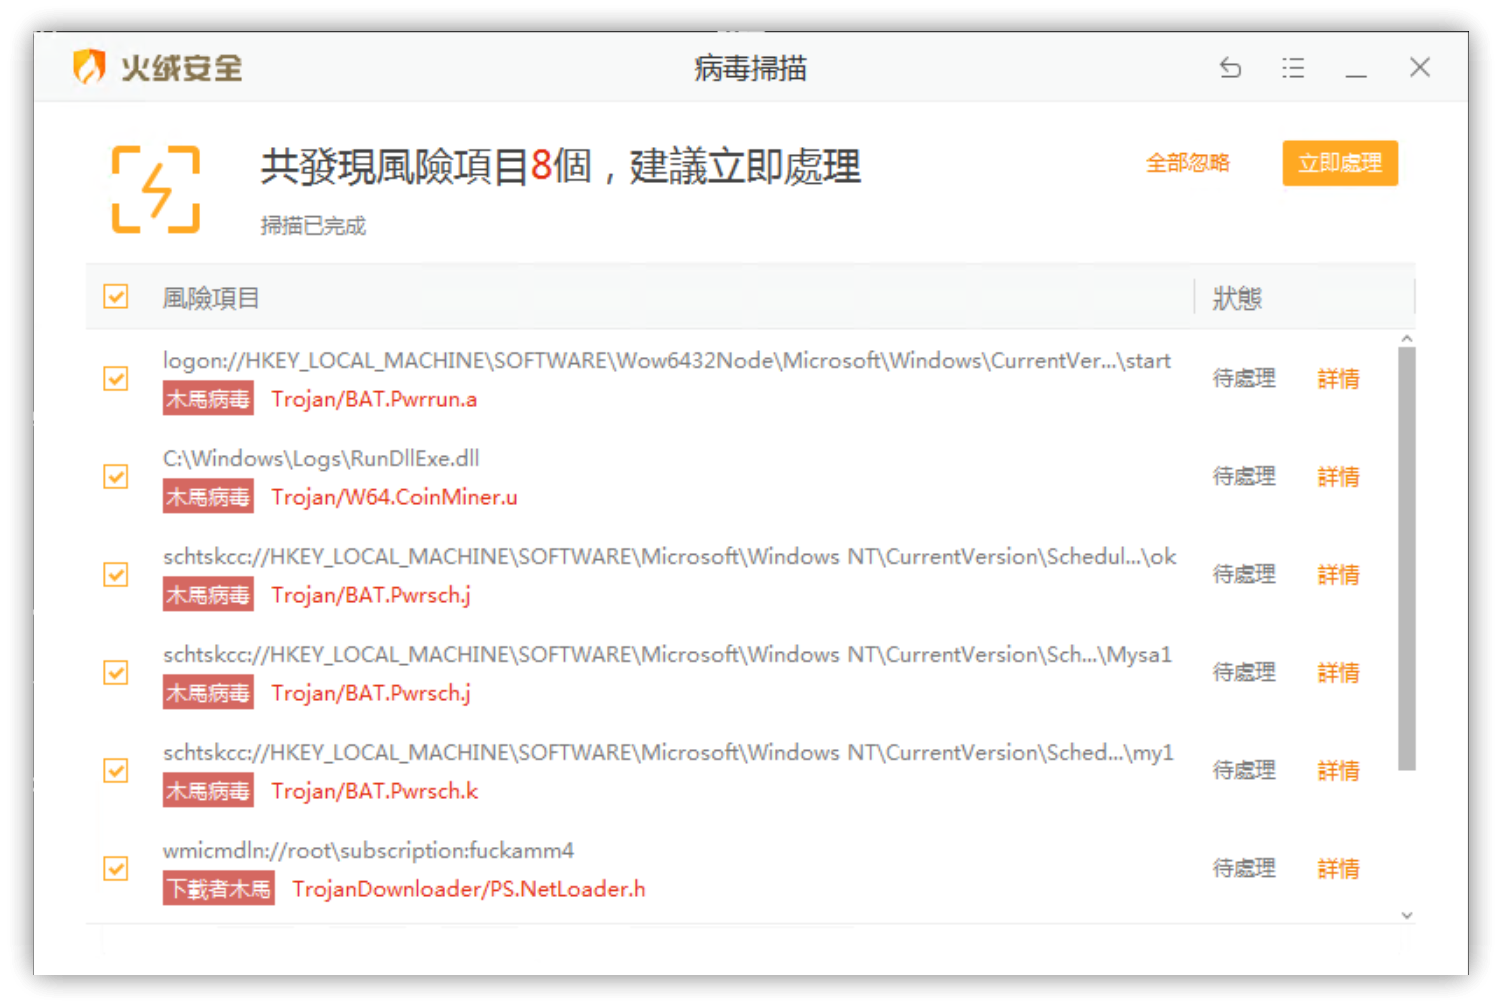 火绒安全
病毒掃描
共發現風險項目8個，建議立即處理
全部忽略
立即處理
掃描已完成
風險項目
狀態
logon://HKEY_LOCAL_MACHINE\SOFTWARE\Wow6432Node\Microsoft\Windows\CurrentVer...\start
木馬病毒 Trojan/BAT.Pwrrun.a
待處理 詳情
C:\Windows\Logs\RunDllExe.dll
木馬病毒 Trojan/W64.CoinMiner.u
待處理 詳情
schtskcc://HKEY_LOCAL_MACHINE\SOFTWARE\Microsoft\Windows NT\CurrentVersion\Schedul...\ok
木馬病毒 Trojan/BAT.Pwrsch.j
待處理 詳情
schtskcc://HKEY_LOCAL_MACHINE\SOFTWARE\Microsoft\Windows NT\CurrentVersion\Sch...\Mysa1
木馬病毒 Trojan/BAT.Pwrsch.j
待處理 詳情
schtskcc://HKEY_LOCAL_MACHINE\SOFTWARE\Microsoft\Windows NT\CurrentVersion\Sched...\my1
木馬病毒 Trojan/BAT.Pwrsch.k
待處理 詳情
wmicmdln://root\subscription:fuckamm4
下載者木馬 TrojanDownloader/PS.NetLoader.h
待處理 詳情